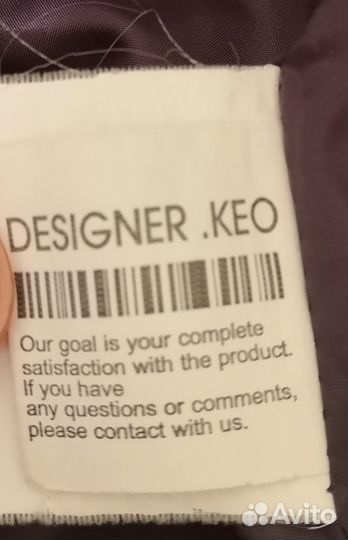 DESIGNER .KEO
Our goal is your complete
satisfaction with the product.
If you have
any questions or comments,
please contact with us.
Avito